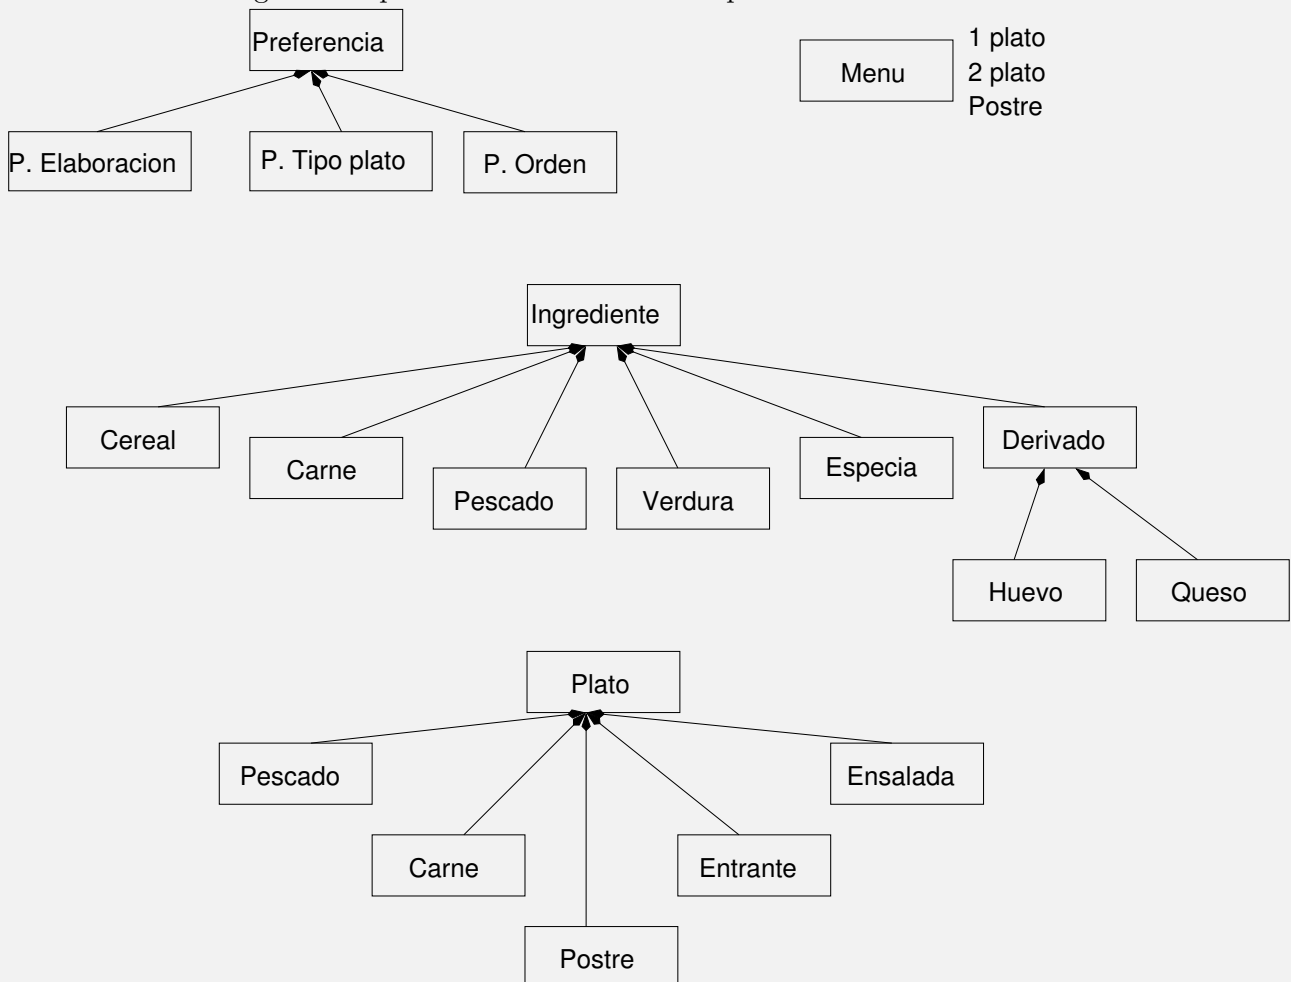 Preferencia
1 plato
Menu
2 plato
Postre
P. Elaboracion
P. Tipo plato
P. Orden
Ingrediente
Cereal
Carne
Pescado
Verdura
Especia
Derivado
Huevo
Queso
Plato
Pescado
Ensalada
Carne
Entrante
Postre